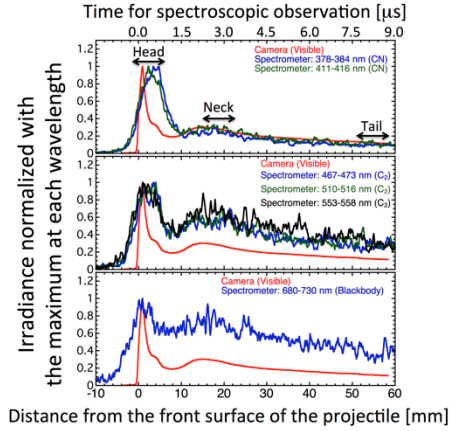 Time for spectroscopic observation [μs]
0.0 1.5 3.0 4.5 6.0 7.5 9.0
Head
Camera (Visible)
Spectrometer: 378-384 nm (CN)
Spectrometer: 411-416 nm (CN)
Neck
Tail
1.2
1
0.8
0.6
0.4
0.2
0
Camera (Visible)
Spectrometer: 467-473 nm (C₂)
Spectrometer: 510-516 nm (C₂)
Spectrometer: 553-558 nm (C₂)
1.2
1
0.8
0.6
0.4
0.2
0
Camera (Visible)
Spectrometer: 680-730 nm (Blackbody)
1.2
1
0.8
0.6
0.4
0.2
0
Irradiance normalized with
the maximum at each wavelength
-10 0 10 20 30 40 50 60
Distance from the front surface of the projectile [mm]